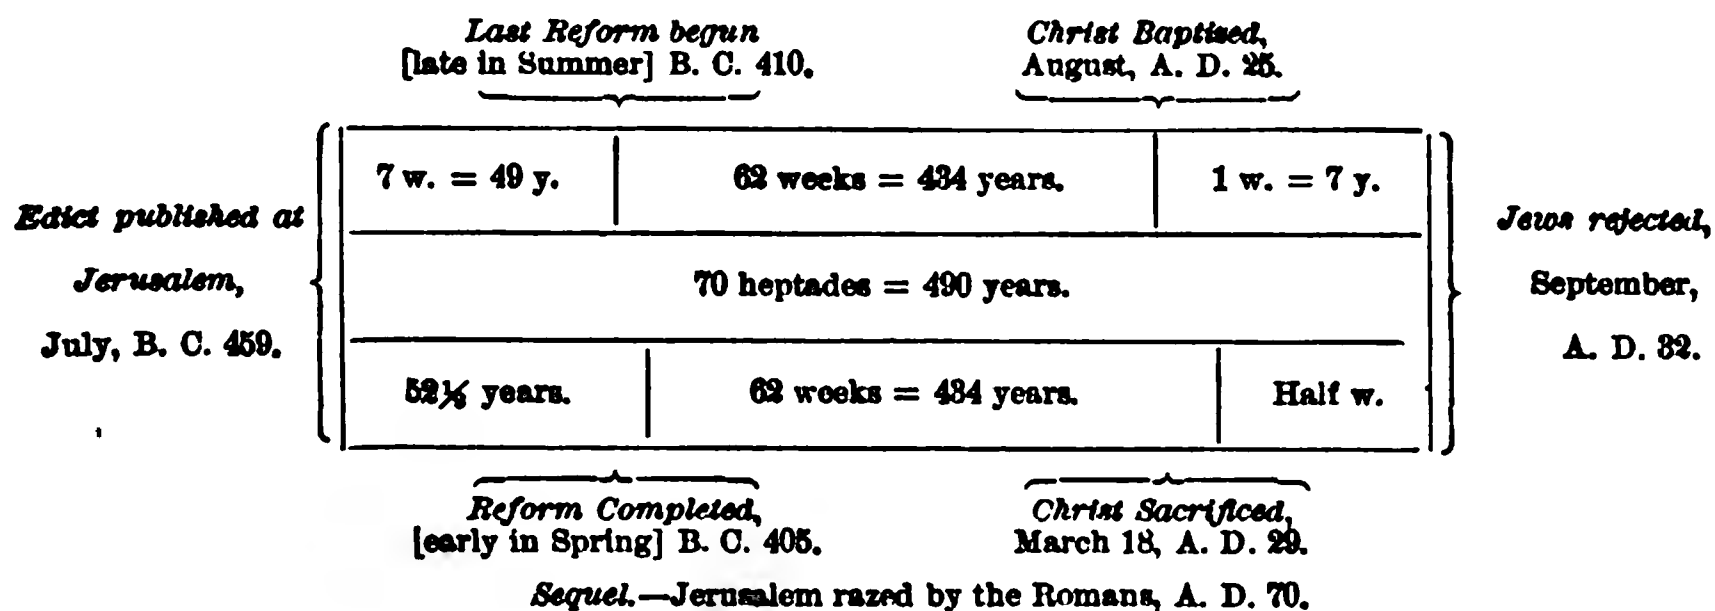 Last Reform begun
[late in Summer] B. C. 410.
Christ Baptised,
August, A. D. 25.
Edict published at
Jerusalem,
July, B. C. 459.
7 w. = 49 y.
62 weeks = 434 years.
1 w. = 7 y.
70 heptades = 490 years.
52½ years.
62 weeks = 434 years.
Half w.
Jews rejected,
September,
A. D. 32.
Reform Completed,
[early in Spring] B. C. 405.
Christ Sacrificed,
March 18, A. D. 29.
Sequel.—Jerusalem razed by the Romans, A. D. 70.